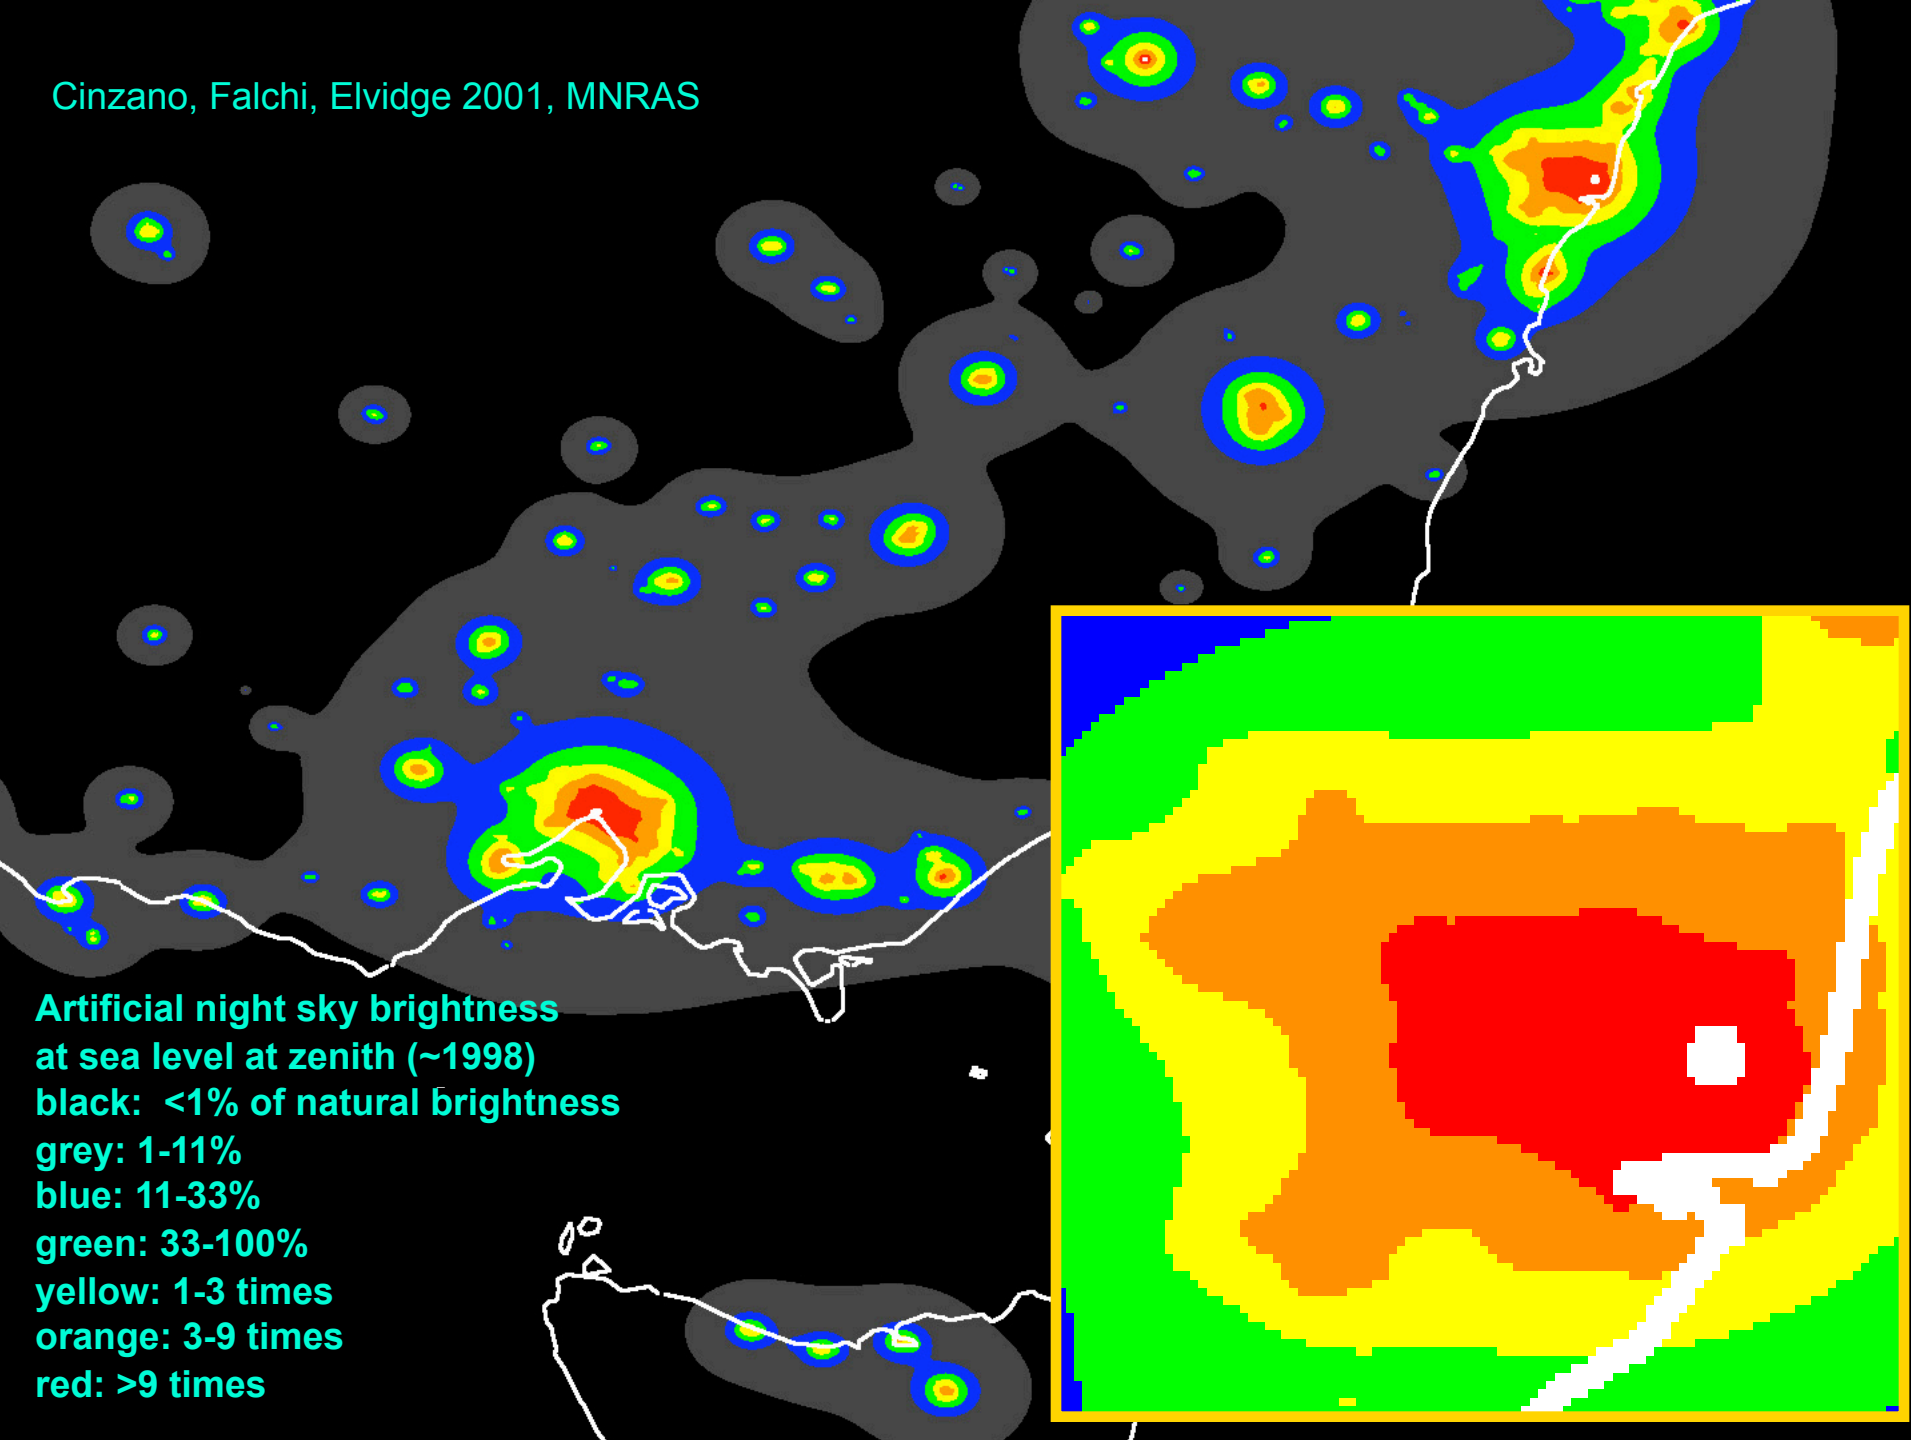 Cinzano, Falchi, Elvidge 2001, MNRAS
Artificial night sky brightness
at sea level at zenith (~1998)
black:  <1% of natural brightness
grey: 1-11%
blue: 11-33%
green: 33-100%
yellow: 1-3 times
orange: 3-9 times
red: >9 times